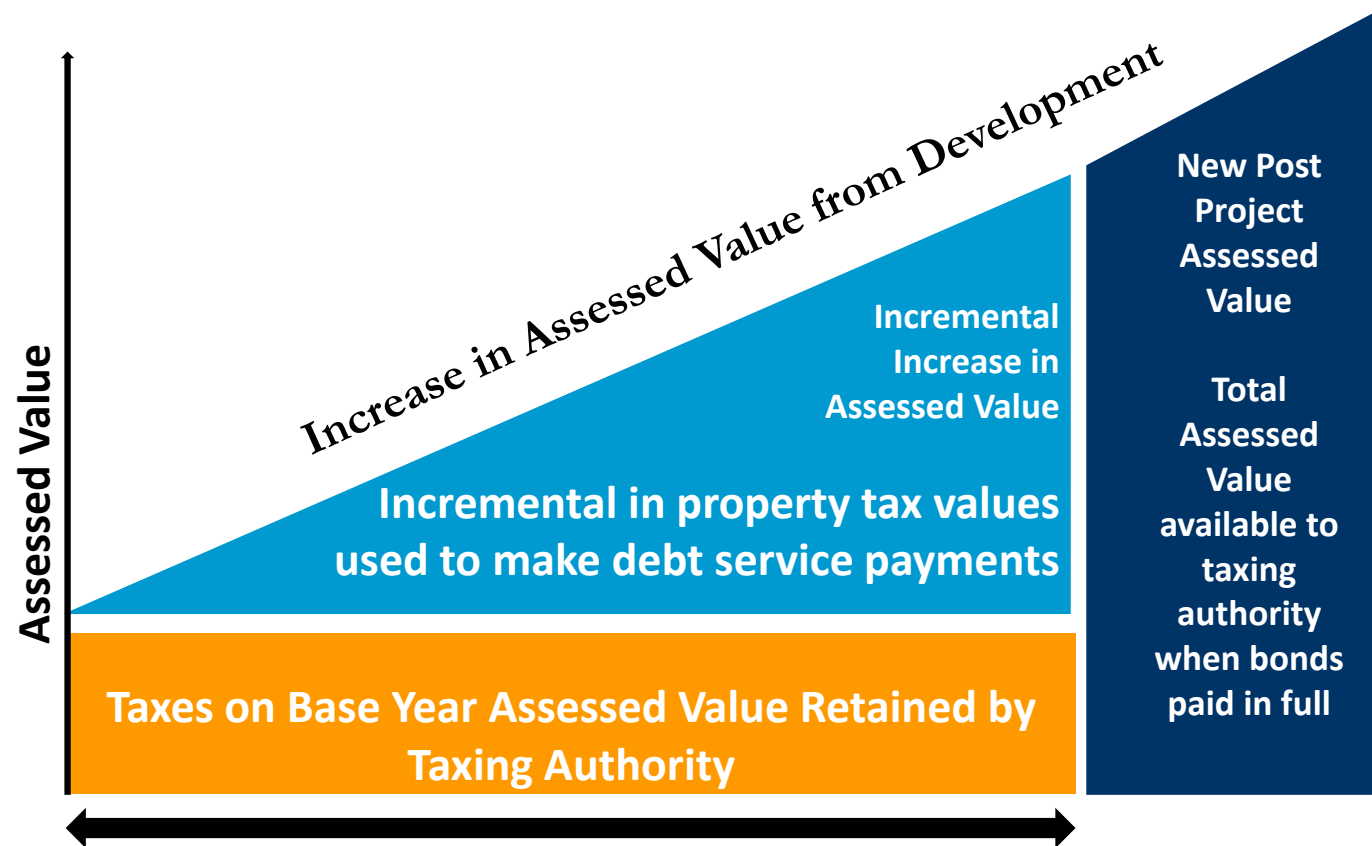 Assessed Value
Increase in Assessed Value from Development
Incremental
Increase in
Assessed Value
Incremental in property tax values
used to make debt service payments
Taxes on Base Year Assessed Value Retained by
Taxing Authority
New Post
Project
Assessed
Value
Total
Assessed
Value
available to
taxing
authority
when bonds
paid in full